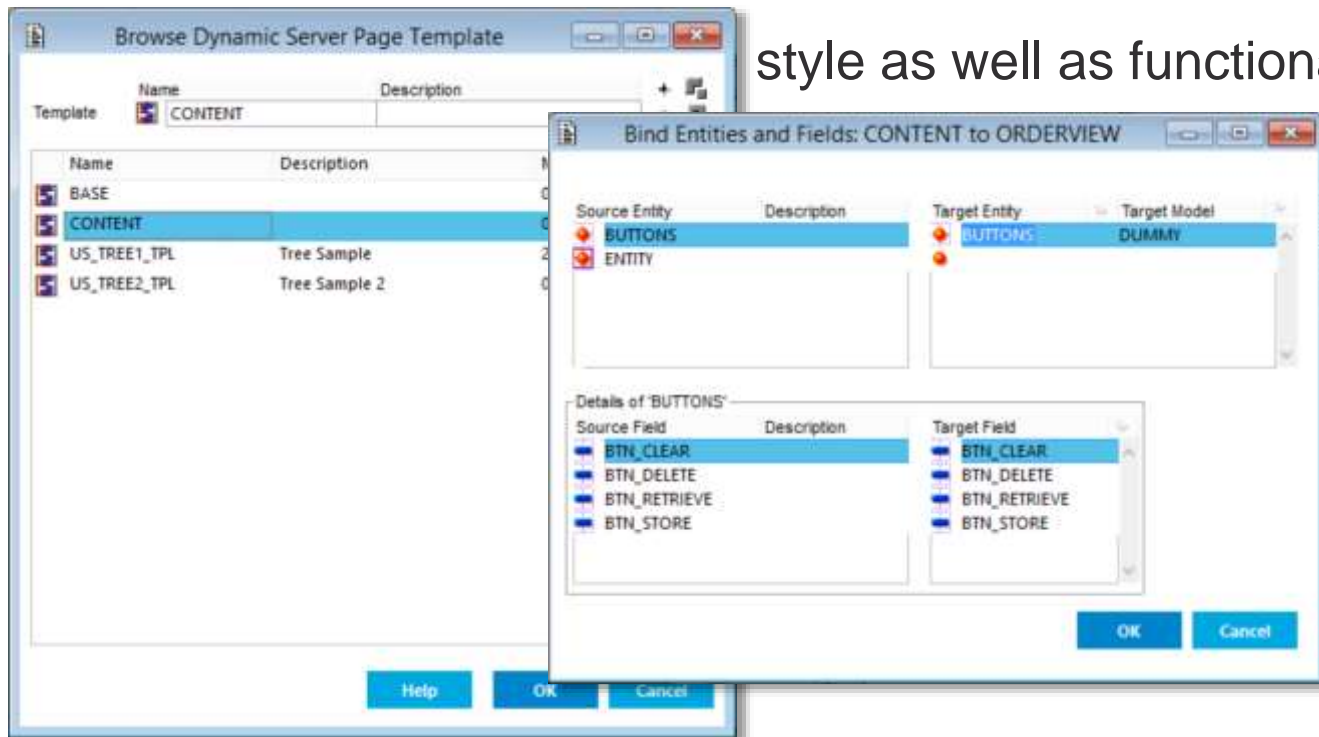 style as well as functiona
Browse Dynamic Server Page Template
Name Description
Template CONTENT
Name Description
BASE
CONTENT
US_TREE1_TPL Tree Sample 2
US_TREE2_TPL Tree Sample 2 0
Help OK Cancel
Bind Entities and Fields: CONTENT to ORDERVIEW
Source Entity Description Target Entity Target Model
BUTTONS BUTTONS DUMMY
ENTITY
Details of 'BUTTONS'
Source Field Description Target Field
BTN_CLEAR BTN_CLEAR
BTN_DELETE BTN_DELETE
BTN_RETRIEVE BTN_RETRIEVE
BTN_STORE BTN_STORE
OK Cancel